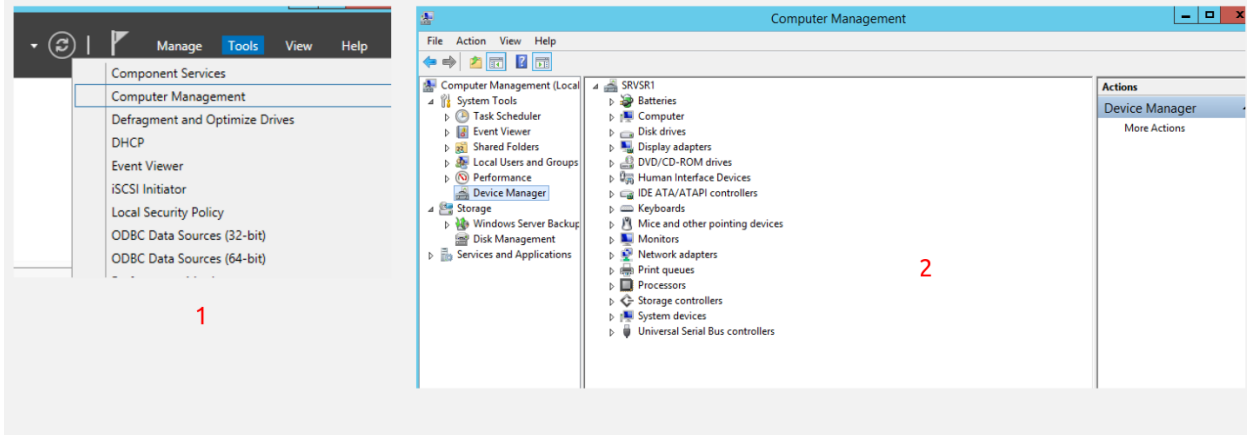 Manage Tools View Help
Component Services
Computer Management
Defragment and Optimize Drives
DHCP
Event Viewer
iSCSI Initiator
Local Security Policy
ODBC Data Sources (32-bit)
ODBC Data Sources (64-bit)
1
Computer Management
File Action View Help
Computer Management (Local
System Tools
Task Scheduler
Event Viewer
Shared Folders
Local Users and Groups
Performance
Device Manager
Storage
Windows Server Backup
Disk Management
Services and Applications
SRVSR1
Batteries
Computer
Disk drives
Display adapters
DVD/CD-ROM drives
Human Interface Devices
IDE ATA/ATAPI controllers
Keyboards
Mice and other pointing devices
Monitors
Network adapters
Print queues
Processors
Storage controllers
System devices
Universal Serial Bus controllers
2
Actions
Device Manager
More Actions